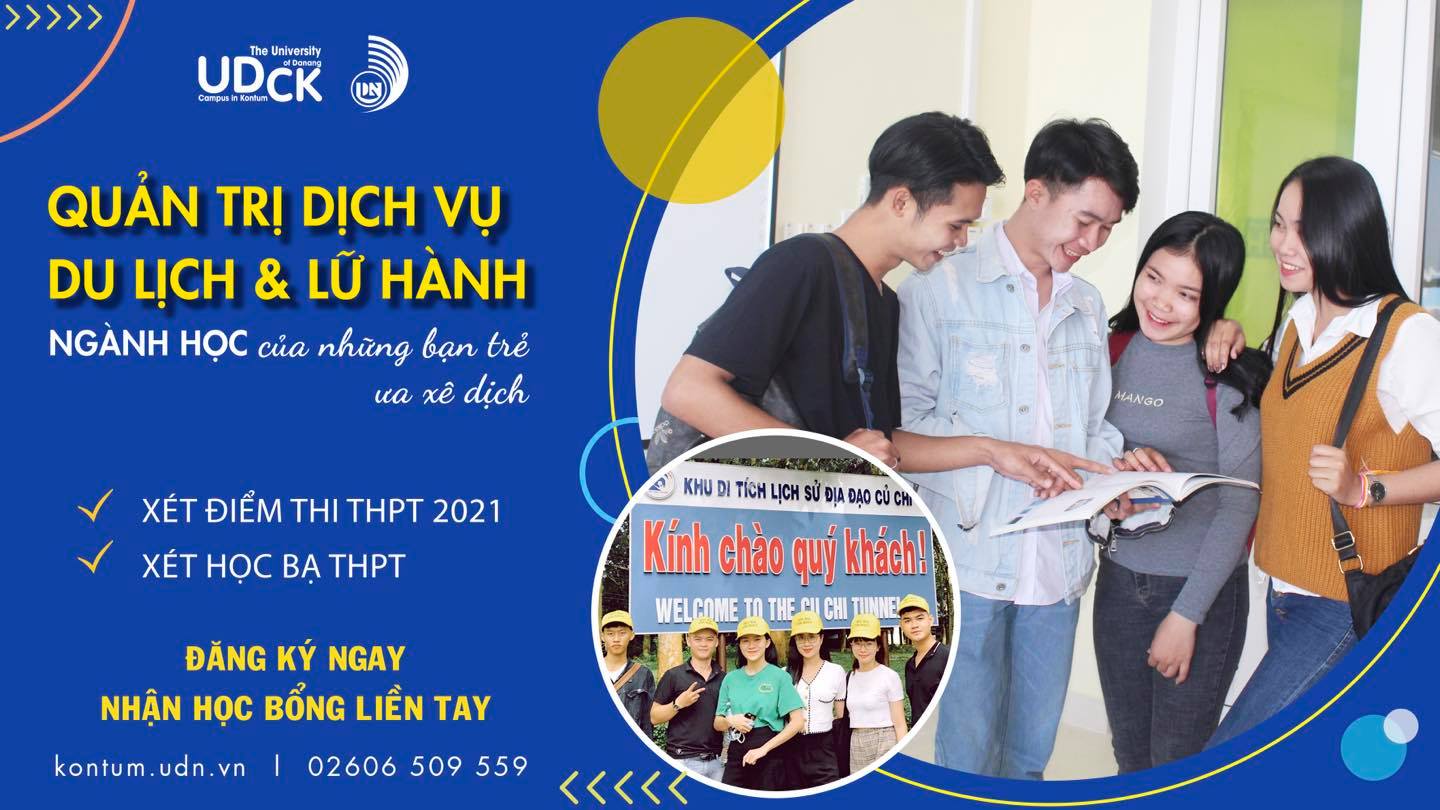 The University
of Danang
UDCK
Campus in Kontum
ĐN
QUẢN TRỊ DỊCH VỤ
DU LỊCH & LỮ HÀNH
NGÀNH HỌC của những bạn trẻ
ưa xê dịch
XÉT ĐIỂM THI THPT 2021
XÉT HỌC BẠ THPT
ĐĂNG KÝ NGAY
NHẬN HỌC BỔNG LIỀN TAY
kontum.udn.vn | 02606 509 559
KHU DI TÍCH LỊCH SỬ ĐỊA ĐẠO CỦ CHI
Kính chào quý khách!
WELCOME TO THE CU CHI TUNNEL
MANGO